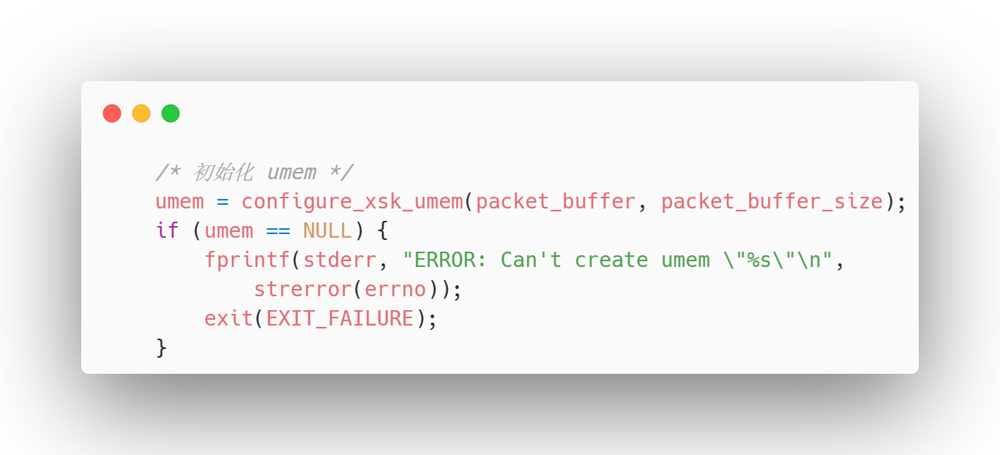 /* 初始化 umem */
umem = configure_xsk_umem(packet_buffer, packet_buffer_size);
if (umem == NULL) {
    fprintf(stderr, "ERROR: Can't create umem \"%s\"\n",
        strerror(errno));
    exit(EXIT_FAILURE);
}